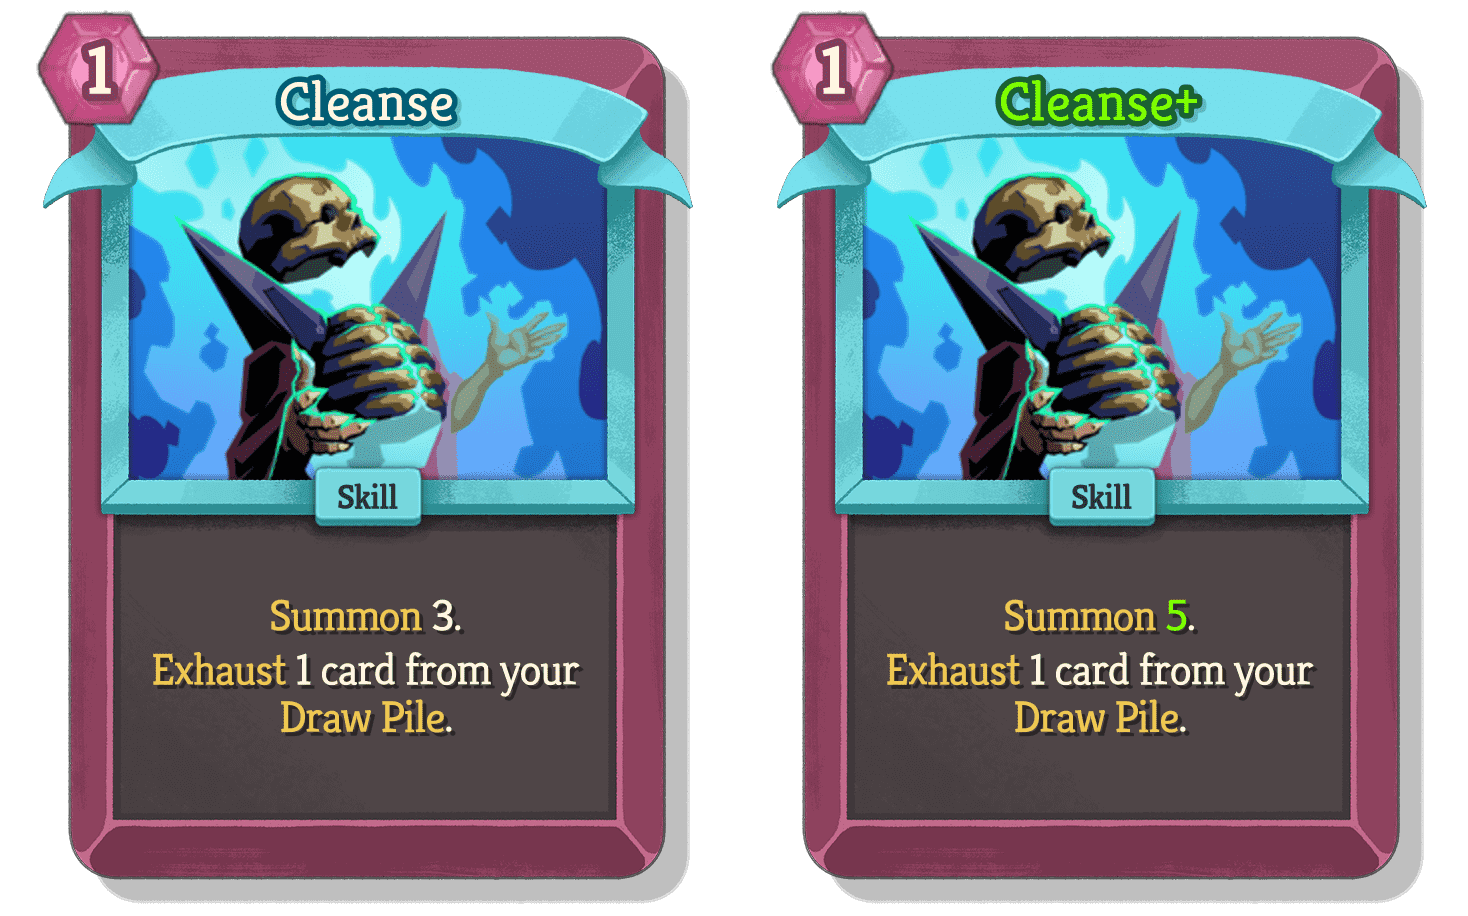 1
Cleanse
Skill
Summon 3.
Exhaust 1 card from your
Draw Pile.
1
Cleanse+
Skill
Summon 5.
Exhaust 1 card from your
Draw Pile.